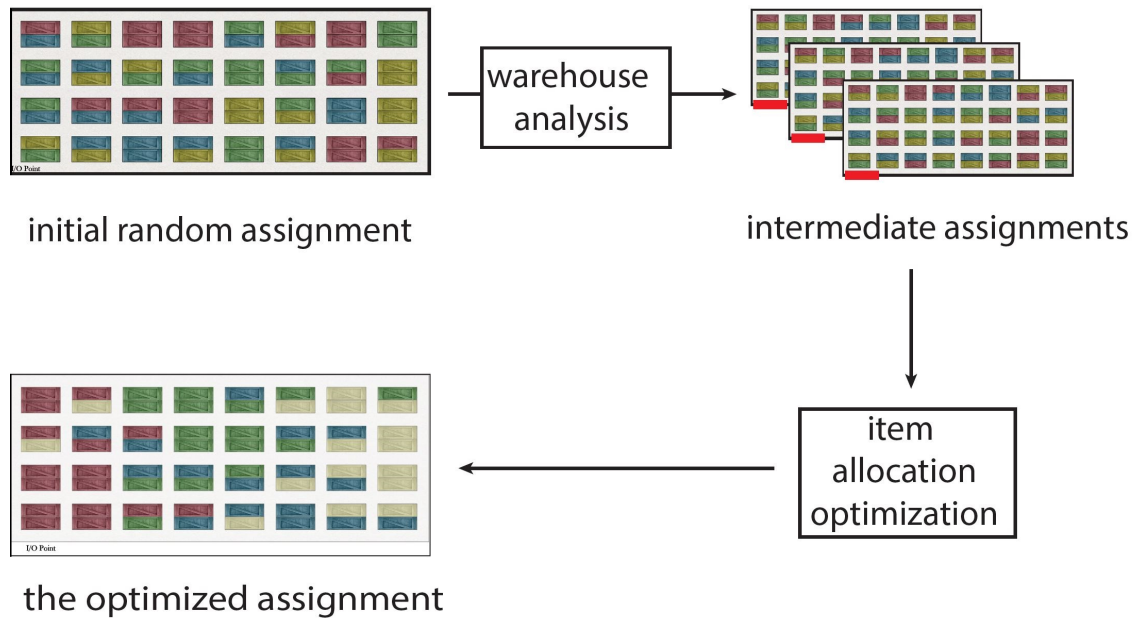 I/O Point
initial random assignment
warehouse
analysis
intermediate assignments
item
allocation
optimization
I/O Point
the optimized assignment